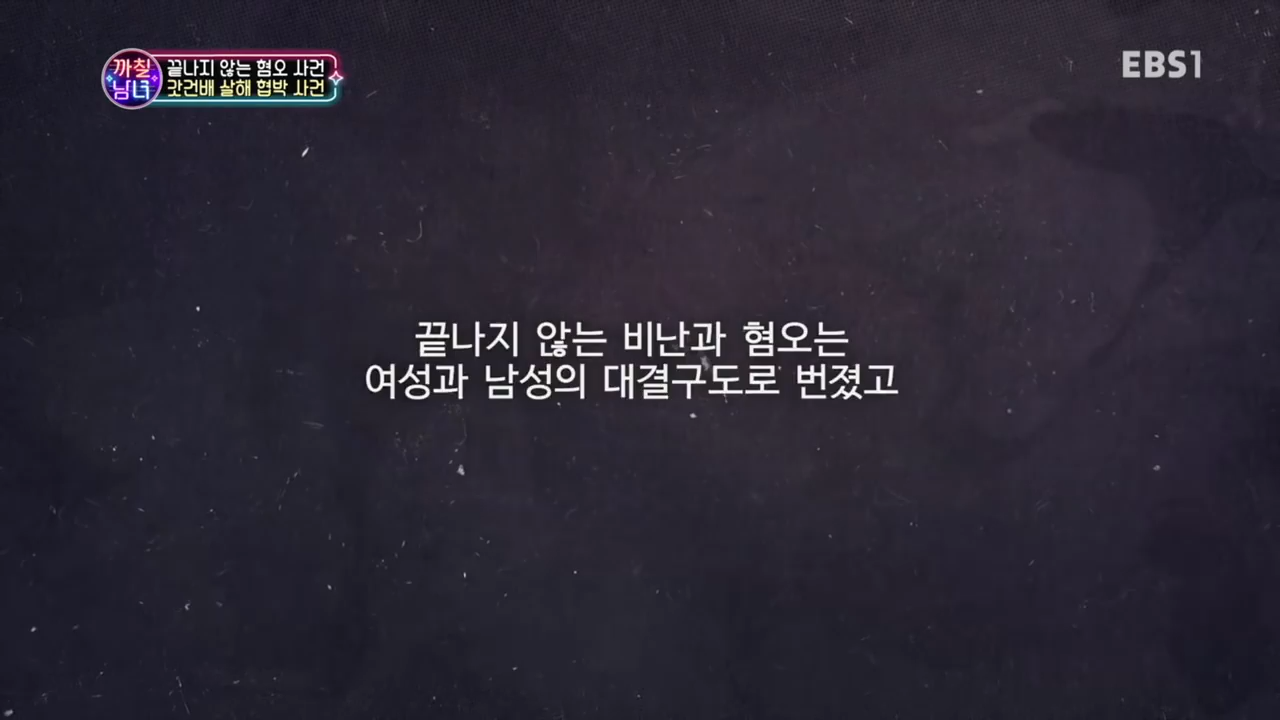 까칠
남녀
끝나지 않는 혐오 사건
갓건배 살해 협박 사건
EBS1
끝나지 않는 비난과 혐오는
여성과 남성의 대결구도로 번졌고